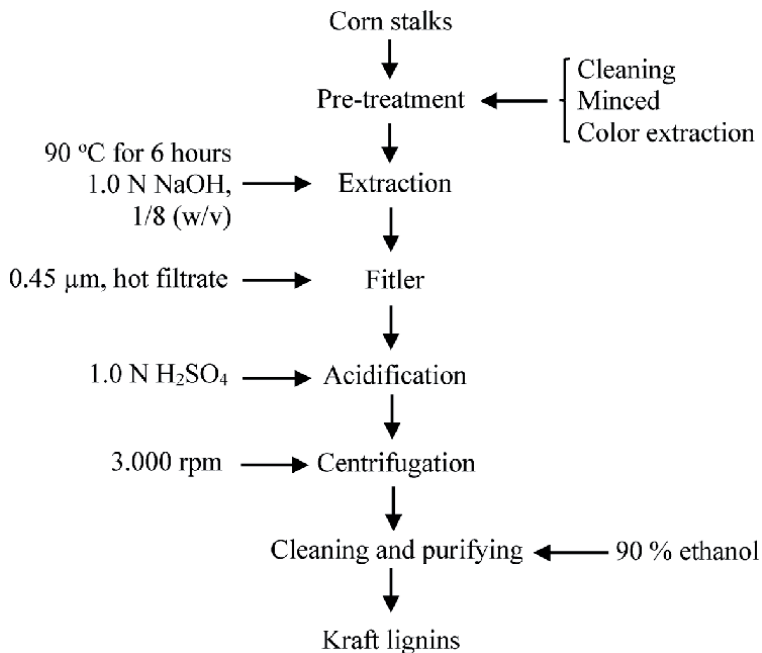 Corn stalks
Pre-treatment
Cleaning
Minced
Color extraction
90 °C for 6 hours
1.0 N NaOH,
1/8 (w/v)
Extraction
0.45 µm, hot filtrate
Fitler
1.0 N H₂SO₄
Acidification
3.000 rpm
Centrifugation
Cleaning and purifying
90 % ethanol
Kraft lignins